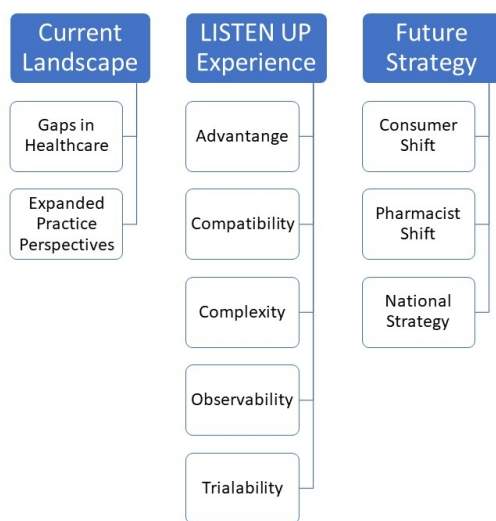 Current
Landscape
Gaps in
Healthcare
Expanded
Practice
Perspectives
LISTEN UP
Experience
Advantange
Compatibility
Complexity
Observability
Trialability
Future
Strategy
Consumer
Shift
Pharmacist
Shift
National
Strategy